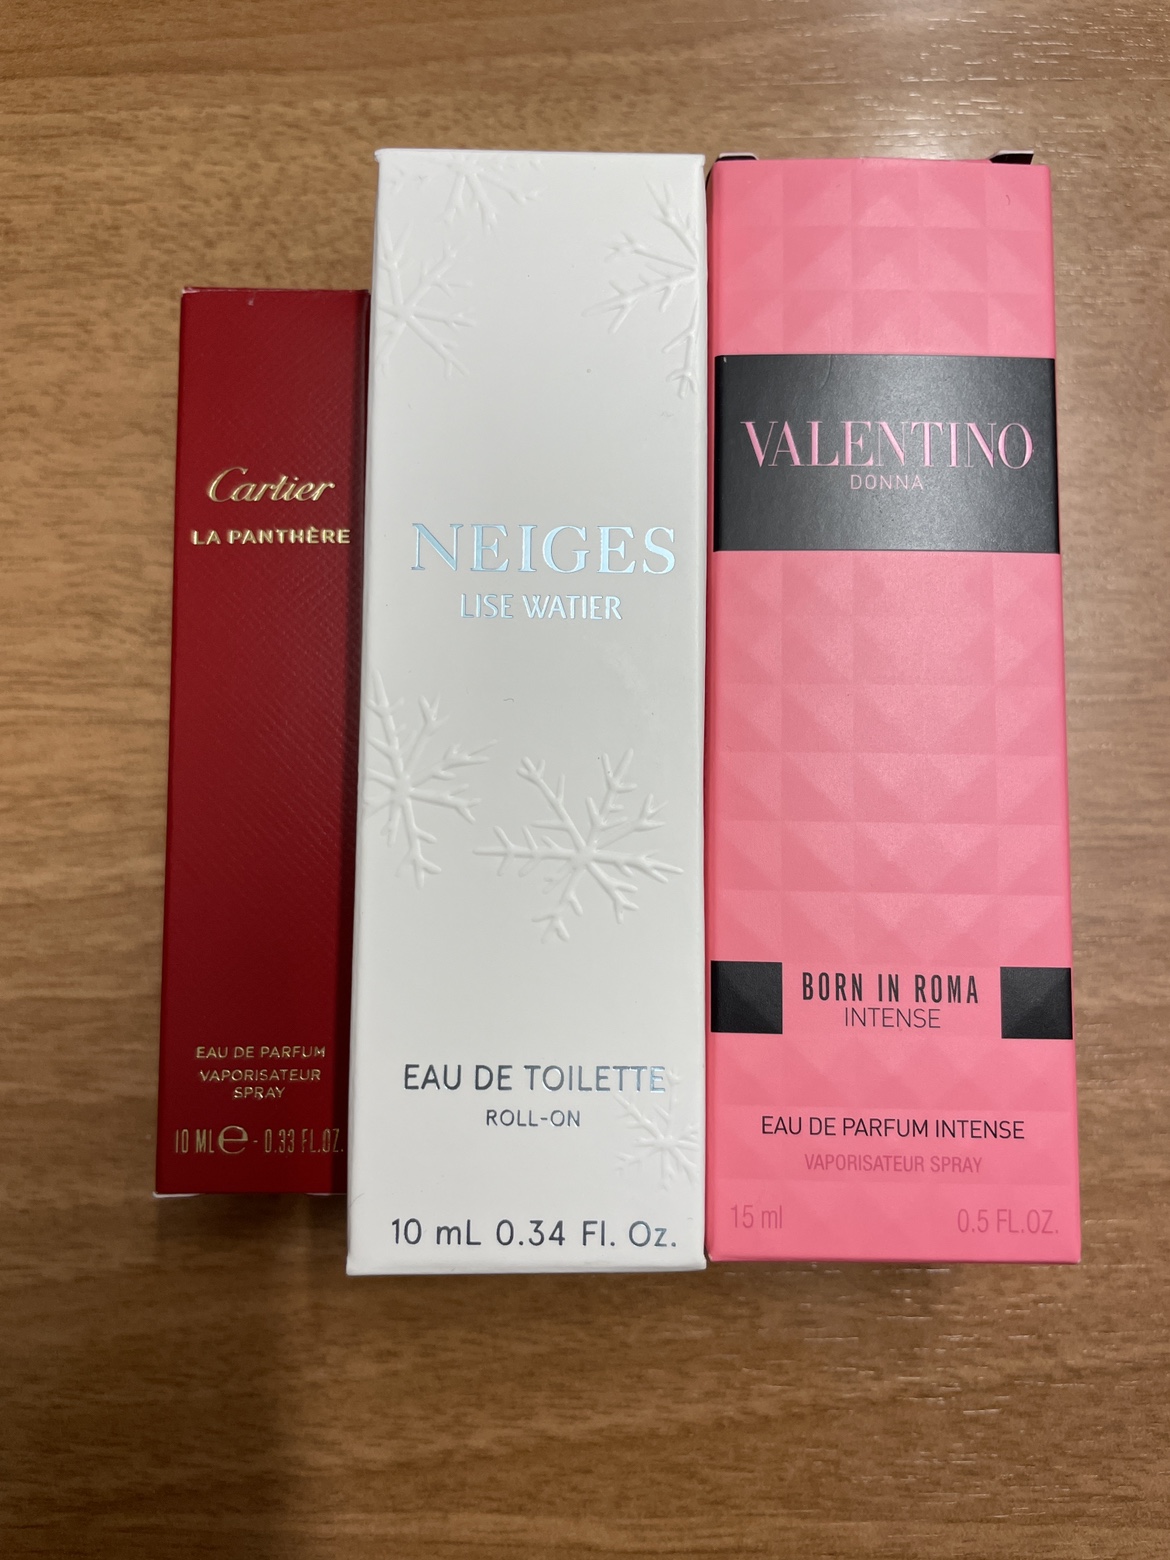 Cartier
LA PANTHÈRE
EAU DE PARFUM
VAPORISATEUR
SPRAY
10 ML e - 0.33 FL.OZ.
NEIGES
LISE WATIER
EAU DE TOILETTE
ROLL-ON
10 mL 0.34 Fl. Oz.
VALENTINO
DONNA
BORN IN ROMA
INTENSE
EAU DE PARFUM INTENSE
VAPORISATEUR SPRAY
15 ml 0.5 FL.OZ.